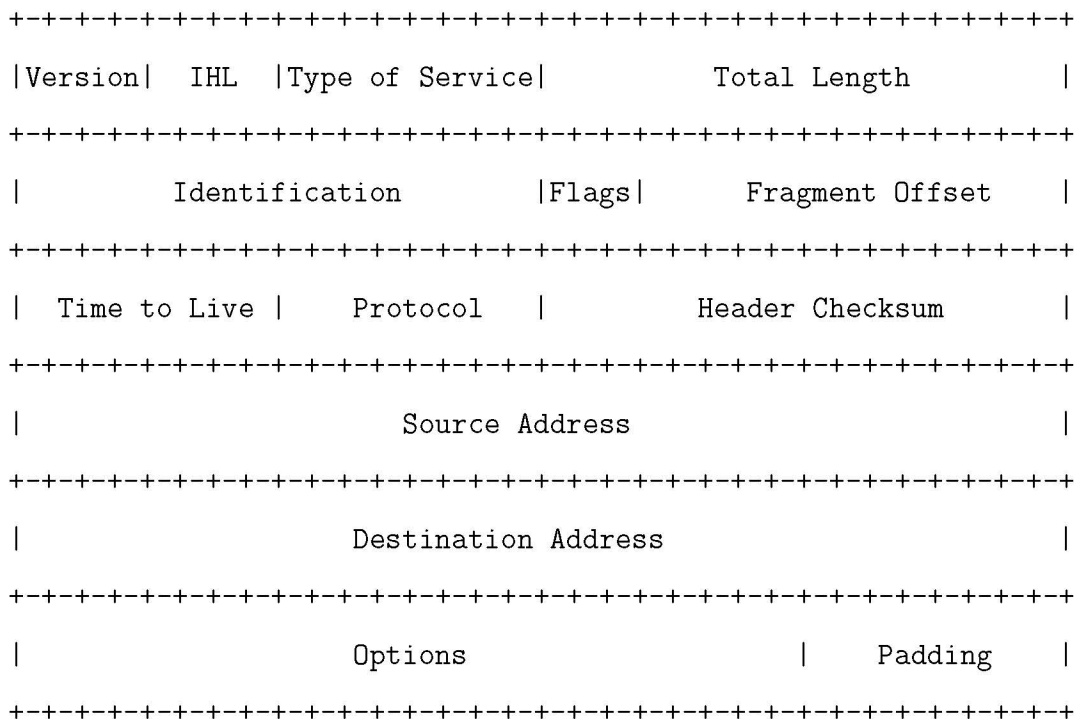 +-+-+-+-+-+-+-+-+-+-+-+-+-+-+-+-+-+-+-+-+-+-+-+-+-+-+-+-+-+-+-+-+
|Version|  IHL  |Type of Service|          Total Length         |
+-+-+-+-+-+-+-+-+-+-+-+-+-+-+-+-+-+-+-+-+-+-+-+-+-+-+-+-+-+-+-+-+
|         Identification        |Flags|      Fragment Offset    |
+-+-+-+-+-+-+-+-+-+-+-+-+-+-+-+-+-+-+-+-+-+-+-+-+-+-+-+-+-+-+-+-+
|  Time to Live |    Protocol   |         Header Checksum       |
+-+-+-+-+-+-+-+-+-+-+-+-+-+-+-+-+-+-+-+-+-+-+-+-+-+-+-+-+-+-+-+-+
|                       Source Address                          |
+-+-+-+-+-+-+-+-+-+-+-+-+-+-+-+-+-+-+-+-+-+-+-+-+-+-+-+-+-+-+-+-+
|                    Destination Address                        |
+-+-+-+-+-+-+-+-+-+-+-+-+-+-+-+-+-+-+-+-+-+-+-+-+-+-+-+-+-+-+-+-+
|                    Options                    |    Padding    |
+-+-+-+-+-+-+-+-+-+-+-+-+-+-+-+-+-+-+-+-+-+-+-+-+-+-+-+-+-+-+-+-+